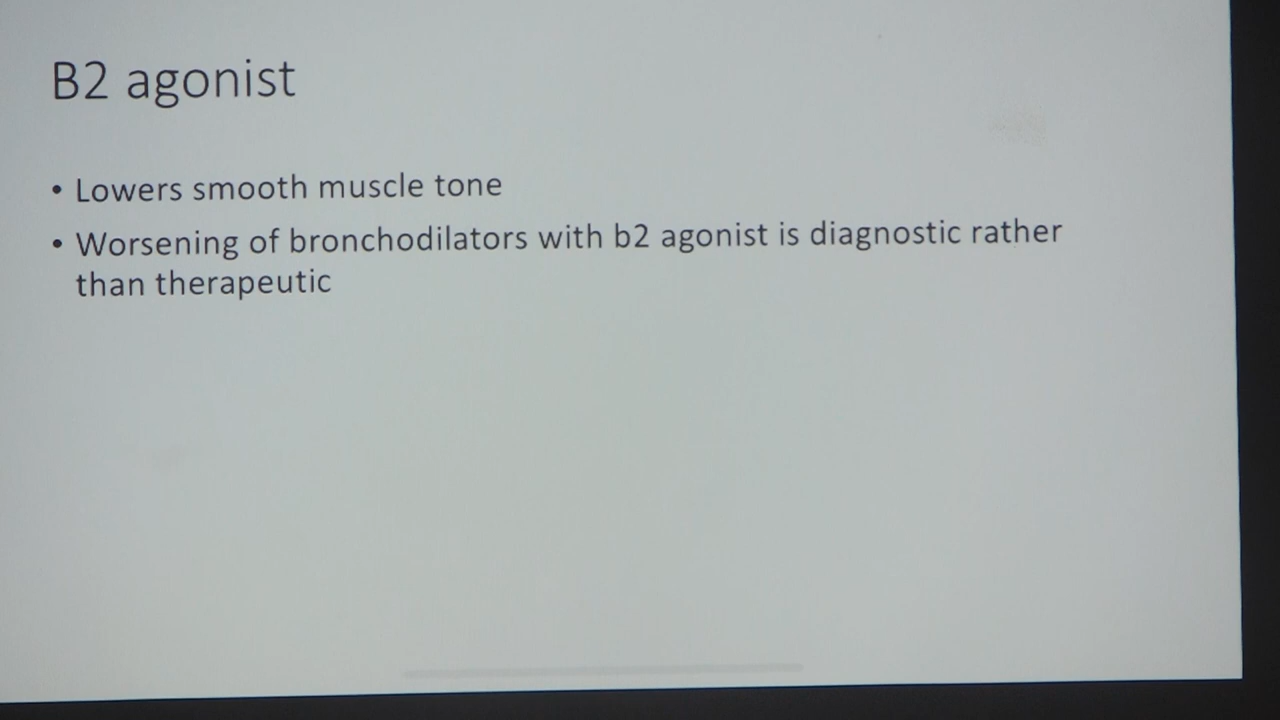 B2 agonist
• Lowers smooth muscle tone
• Worsening of bronchodilators with b2 agonist is diagnostic rather
than therapeutic